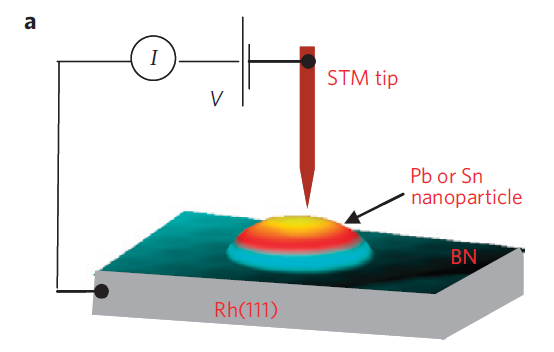 a
I
V
STM tip
Pb or Sn
nanoparticle
BN
Rh(111)